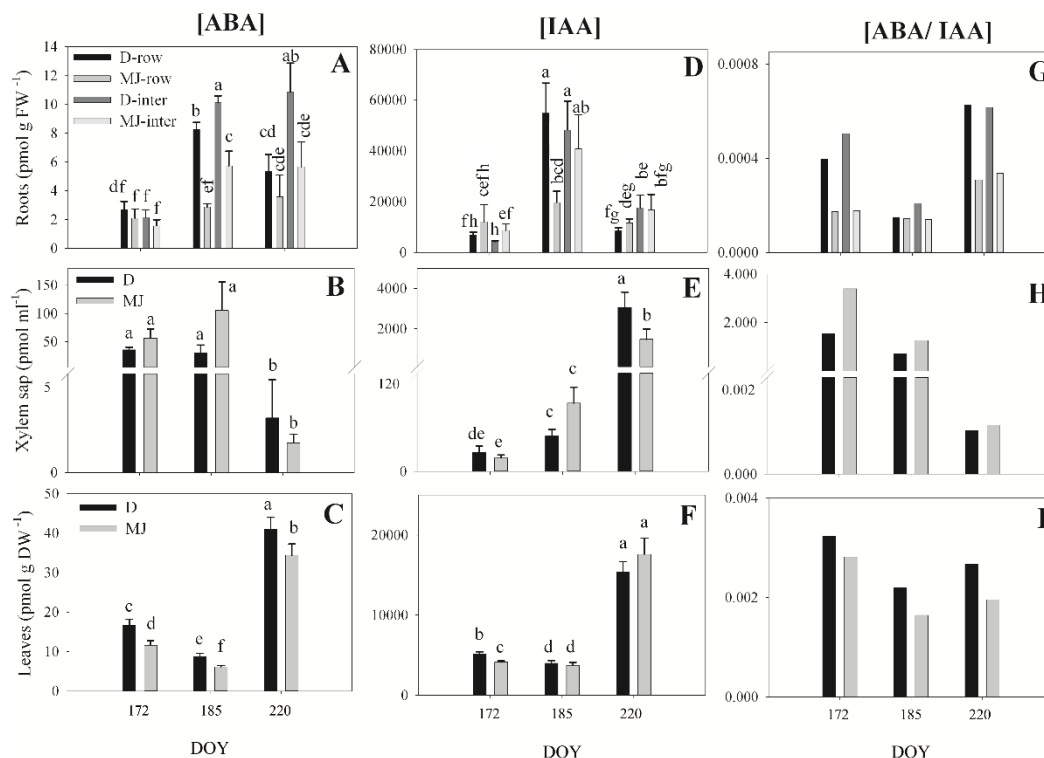 [ABA]
[IAA]
[ABA/ IAA]
Roots (pmol g FW⁻¹)
14
12
10
8
6
4
2
0
D-row
MJ-row
D-inter
MJ-inter
A
df
f
f
f
b
ef
a
c
cd
cde
ab
cde
80000
60000
40000
20000
0
D
fh
cefh
h
ef
a
bcd
a
ab
fg
deg
be
bfg
0.0008
0.0004
0.0000
G
Xylem sap (pmol ml⁻¹)
150
100
50
5
0
D
MJ
B
a
a
a
a
b
b
4000
2000
120
0
E
de
e
c
c
a
b
4.000
2.000
0.002
0.000
H
Leaves (pmol g DW⁻¹)
50
40
30
20
10
0
D
MJ
C
c
d
e
f
a
b
20000
10000
0
F
b
c
d
d
a
a
0.004
0.002
0.000
I
172
185
220
172
185
220
172
185
220
DOY
DOY
DOY